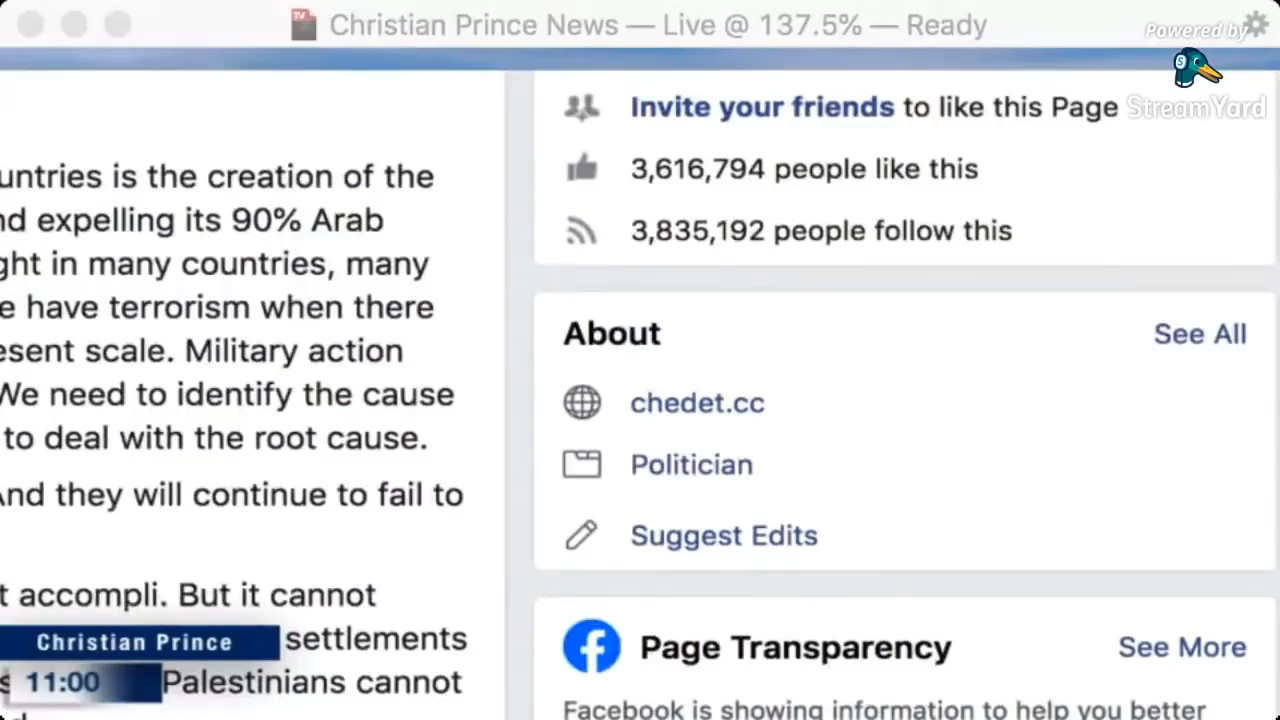 Christian Prince News — Live @ 137.5% — Ready
Powered by
StreamYard
untries is the creation of the
nd expelling its 90% Arab
ght in many countries, many
e have terrorism when there
esent scale. Military action
We need to identify the cause
to deal with the root cause.
And they will continue to fail to
t accompli. But it cannot
settlements
Palestinians cannot
Christian Prince
11:00
Invite your friends to like this Page
3,616,794 people like this
3,835,192 people follow this
About
See All
chedet.cc
Politician
Suggest Edits
Page Transparency
See More
Facebook is showing information to help you better